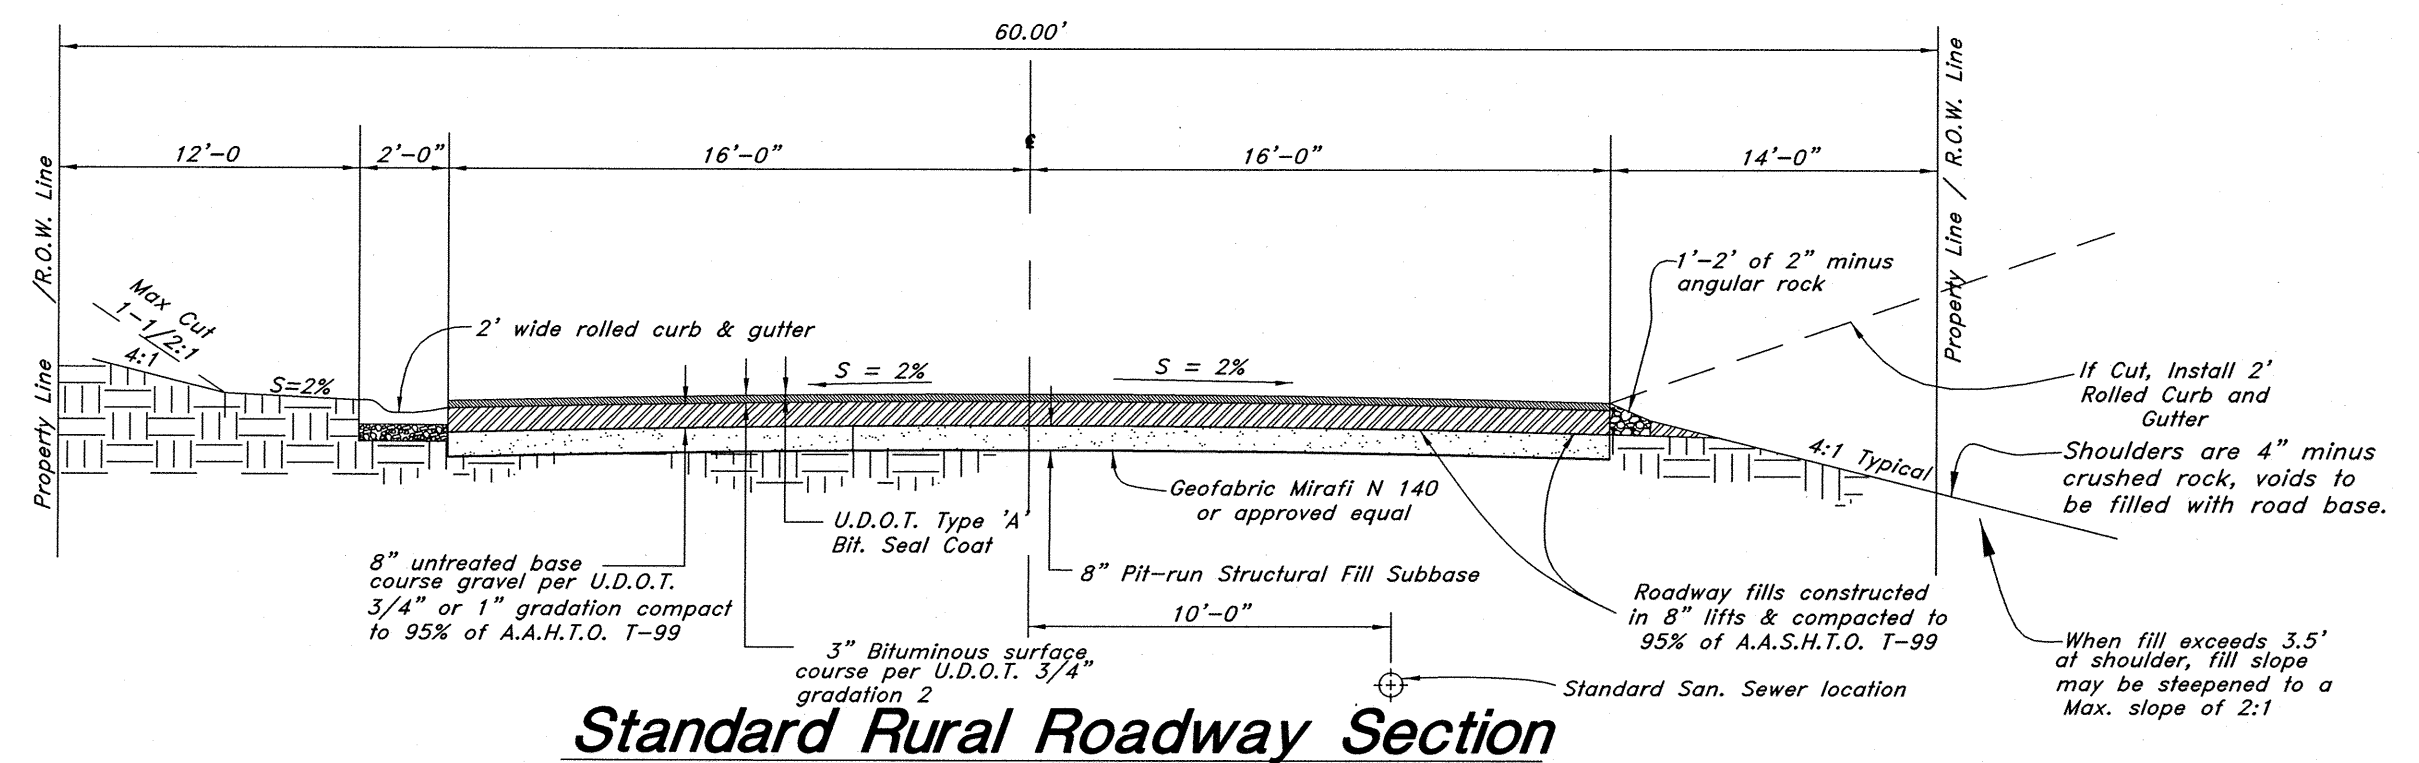 60.00'
12'-0
2'-0"
16'-0"
16'-0"
14'-0"
Property Line /R.O.W. Line
Property Line / R.O.W. Line
Max Cut
1-1/2:1
4:1
S=2%
2' wide rolled curb & gutter
S = 2%
S = 2%
1'-2' of 2" minus
angular rock
If Cut, Install 2'
Rolled Curb and
Gutter
4:1 Typical
Shoulders are 4" minus
crushed rock, voids to
be filled with road base.
Geofabric Mirafi N 140
or approved equal
U.D.O.T. Type 'A'
Bit. Seal Coat
8" untreated base
course gravel per U.D.O.T.
3/4" or 1" gradation compact
to 95% of A.A.H.T.O. T-99
8" Pit-run Structural Fill Subbase
10'-0"
Roadway fills constructed
in 8" lifts & compacted to
95% of A.A.S.H.T.O. T-99
3" Bituminous surface
course per U.D.O.T. 3/4"
gradation 2
Standard San. Sewer location
When fill exceeds 3.5'
at shoulder, fill slope
may be steepened to a
Max. slope of 2:1
Standard Rural Roadway Section